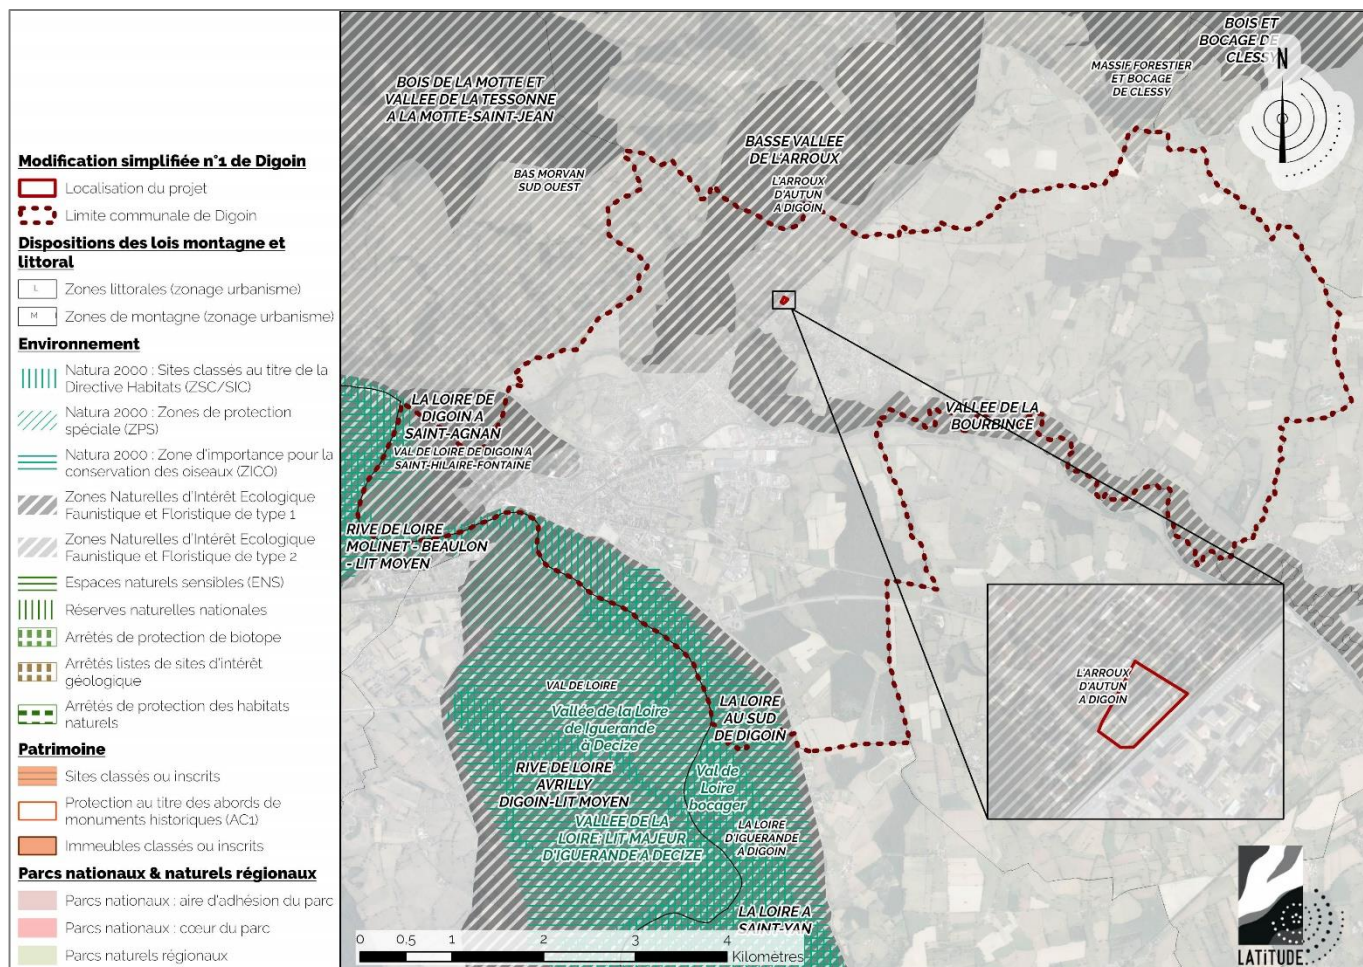 Modification simplifiée n°1 de Digoin
Localisation du projet
Limite communale de Digoin
Dispositions des lois montagne et
littoral
L
Zones littorales (zonage urbanisme)
M
Zones de montagne (zonage urbanisme)
Environnement
Natura 2000 : Sites classés au titre de la
Directive Habitats (ZSC/SIC)
Natura 2000 : Zones de protection
spéciale (ZPS)
Natura 2000 : Zone d'importance pour la
conservation des oiseaux (ZICO)
Zones Naturelles d'Intérêt Ecologique
Faunistique et Floristique de type 1
Zones Naturelles d'Intérêt Ecologique
Faunistique et Floristique de type 2
Espaces naturels sensibles (ENS)
Réserves naturelles nationales
Arrêtés de protection de biotope
Arrêtés listes de sites d'intérêt
géologique
Arrêtés de protection des habitats
naturels
Patrimoine
Sites classés ou inscrits
Protection au titre des abords de
monuments historiques (AC1)
Immeubles classés ou inscrits
Parcs nationaux & naturels régionaux
Parcs nationaux : aire d'adhésion du parc
Parcs nationaux : cœur du parc
Parcs naturels régionaux
BOIS DE LA MOTTE ET
VALLEE DE LA TESSONNE
A LA MOTTE-SAINT-JEAN
BAS MORVAN
SUD OUEST
BASSE VALLEE
DE L'ARROUX
L'ARROUX
D'AUTUN
A DIGOIN
MASSIF FORESTIER
ET BOCAGE
DE CLESSY
BOIS ET
BOCAGE DE
CLESSY
N
LA LOIRE DE
DIGOIN A
SAINT-AGNAN
VAL DE LOIRE DE DIGOIN A
SAINT-HILAIRE-FONTAINE
VALLEE DE LA
BOURBINCE
RIVE DE LOIRE
MOLINET - BEAULON
- LIT MOYEN
VAL DE LOIRE
Vallée de la Loire
de Iguerande
à Decize
RIVE DE LOIRE
AVRILLY
DIGOIN-LIT MOYEN
VALLEE DE LA
LOIRE: LIT MAJEUR
D'IGUERANDE A DECIZE
LA LOIRE
AU SUD
DE DIGOIN
Val de
Loire
bocager
LA LOIRE
D'IGUERANDE
A DIGOIN
LA LOIRE A
SAINT-YAN
L'ARROUX
D'AUTUN
A DIGOIN
0 0,5 1 2 3 4
Kilomètres
LATITUDE